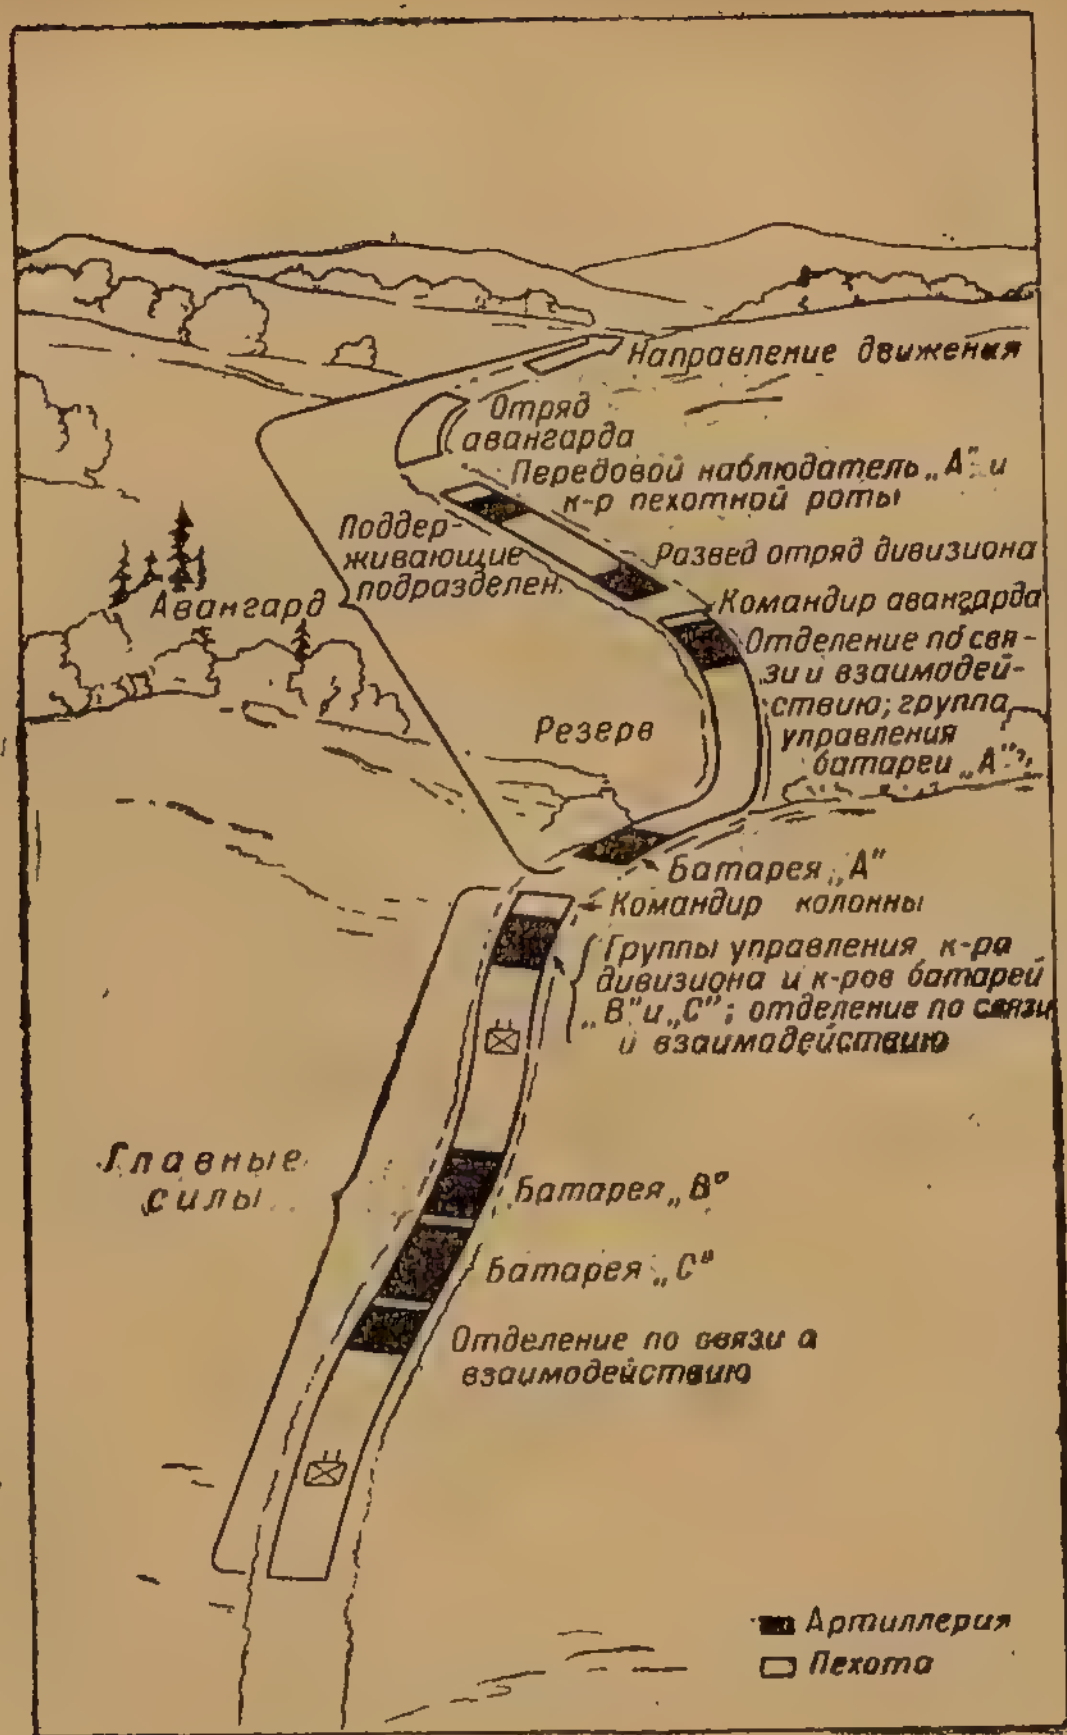 Направление движения
Отряд
авангарда
Передовой наблюдатель „А" и
к-р пехотной роты
Поддер-
живающие
подразделен.
Развед отряд дивизиона
Авангард
Командир авангарда
Отделение по свя-
зи и взаимодей-
ствию; группа
управления
батареи „А"
Резерв
Батарея „А"
Командир колонны
Группы управления к-ра
дивизиона и к-ров батарей
„В" и „С"; отделение по связи
и взаимодействию
Главные
силы
Батарея „В"
Батарея „С"
Отделение по связи и
взаимодействию
Артиллерия
Пехота